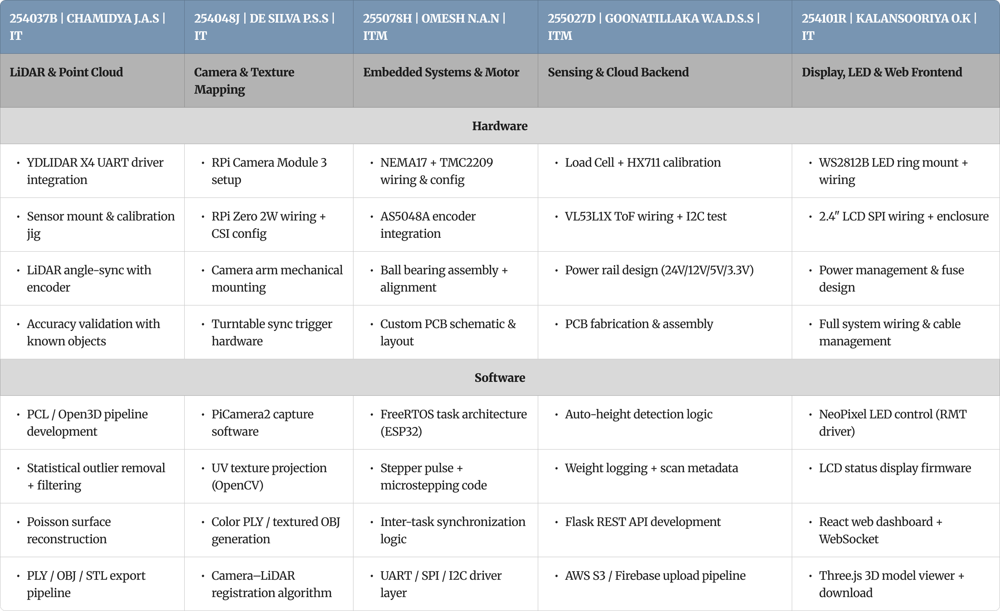 254037B | CHAMIDYA J.A.S |
IT
254048J | DE SILVA P.S.S |
IT
255078H | OMESH N.A.N |
ITM
255027D | GOONATILLAKA W.A.D.S.S |
ITM
254101R | KALANSOORIYA O.K |
IT
LiDAR & Point Cloud
Camera & Texture
Mapping
Embedded Systems & Motor
Sensing & Cloud Backend
Display, LED & Web Frontend
Hardware
• YDLIDAR X4 UART driver
integration
• RPi Camera Module 3
setup
• NEMA17 + TMC2209
wiring & config
• Load Cell + HX711 calibration
• WS2812B LED ring mount +
wiring
• Sensor mount & calibration
jig
• RPi Zero 2W wiring +
CSI config
• AS5048A encoder
integration
• VL53L1X ToF wiring + I2C test
• 2.4" LCD SPI wiring + enclosure
• LiDAR angle-sync with
encoder
• Camera arm mechanical
mounting
• Ball bearing assembly +
alignment
• Power rail design (24V/12V/5V/3.3V)
• Power management & fuse
design
• Accuracy validation with
known objects
• Turntable sync trigger
hardware
• Custom PCB schematic &
layout
• PCB fabrication & assembly
• Full system wiring & cable
management
Software
• PCL / Open3D pipeline
development
• PiCamera2 capture
software
• FreeRTOS task architecture
(ESP32)
• Auto-height detection logic
• NeoPixel LED control (RMT
driver)
• Statistical outlier removal
+ filtering
• UV texture projection
(OpenCV)
• Stepper pulse +
microstepping code
• Weight logging + scan metadata
• LCD status display firmware
• Poisson surface
reconstruction
• Color PLY / textured OBJ
generation
• Inter-task synchronization
logic
• Flask REST API development
• React web dashboard +
WebSocket
• PLY / OBJ / STL export
pipeline
• Camera–LiDAR
registration algorithm
• UART / SPI / I2C driver
layer
• AWS S3 / Firebase upload pipeline
• Three.js 3D model viewer +
download